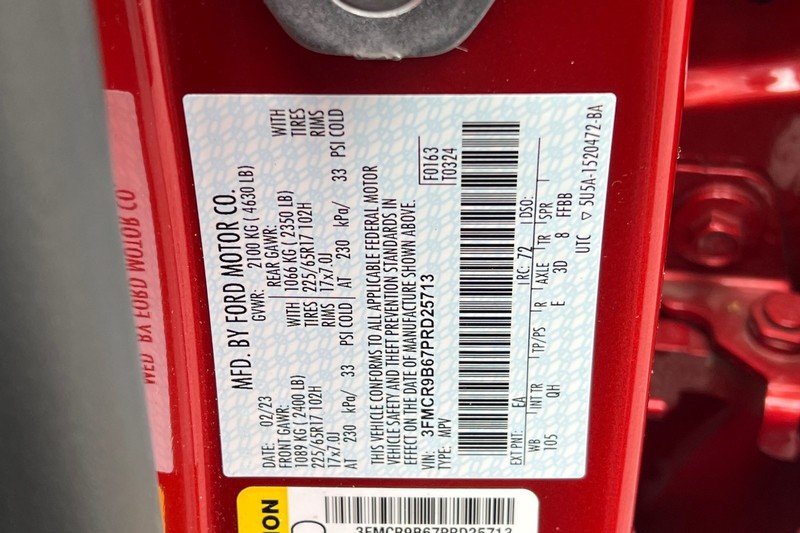 MFD. BY FORD MOTOR CO.
DATE: 02/23 GVWR: 2100 KG ( 4630 LB)
FRONT GAWR: REAR GAWR:
1089 KG ( 2400 LB) WITH 1066 KG ( 2350 LB) WITH
225/65R17 102H TIRES 225/65R17 102H TIRES
17x7.0J RIMS 17x7.0J RIMS
AT 230 kPa/ 33 PSI COLD AT 230 kPa/ 33 PSI COLD
THIS VEHICLE CONFORMS TO ALL APPLICABLE FEDERAL MOTOR
VEHICLE SAFETY AND THEFT PREVENTION STANDARDS IN
EFFECT ON THE DATE OF MANUFACTURE SHOWN ABOVE.
VIN: 3FMCR9B67PRD25713
TYPE: MPV
F0163
T0324
EXT PNT: EA RC: 72 DSO:
WB INT TR TP/PS R AXLE TR SPR
105 QH E 3D 8 FFBB
UTC ▽ 5U5A-1520472-BA
ION
3FMCR9B67PRD25713